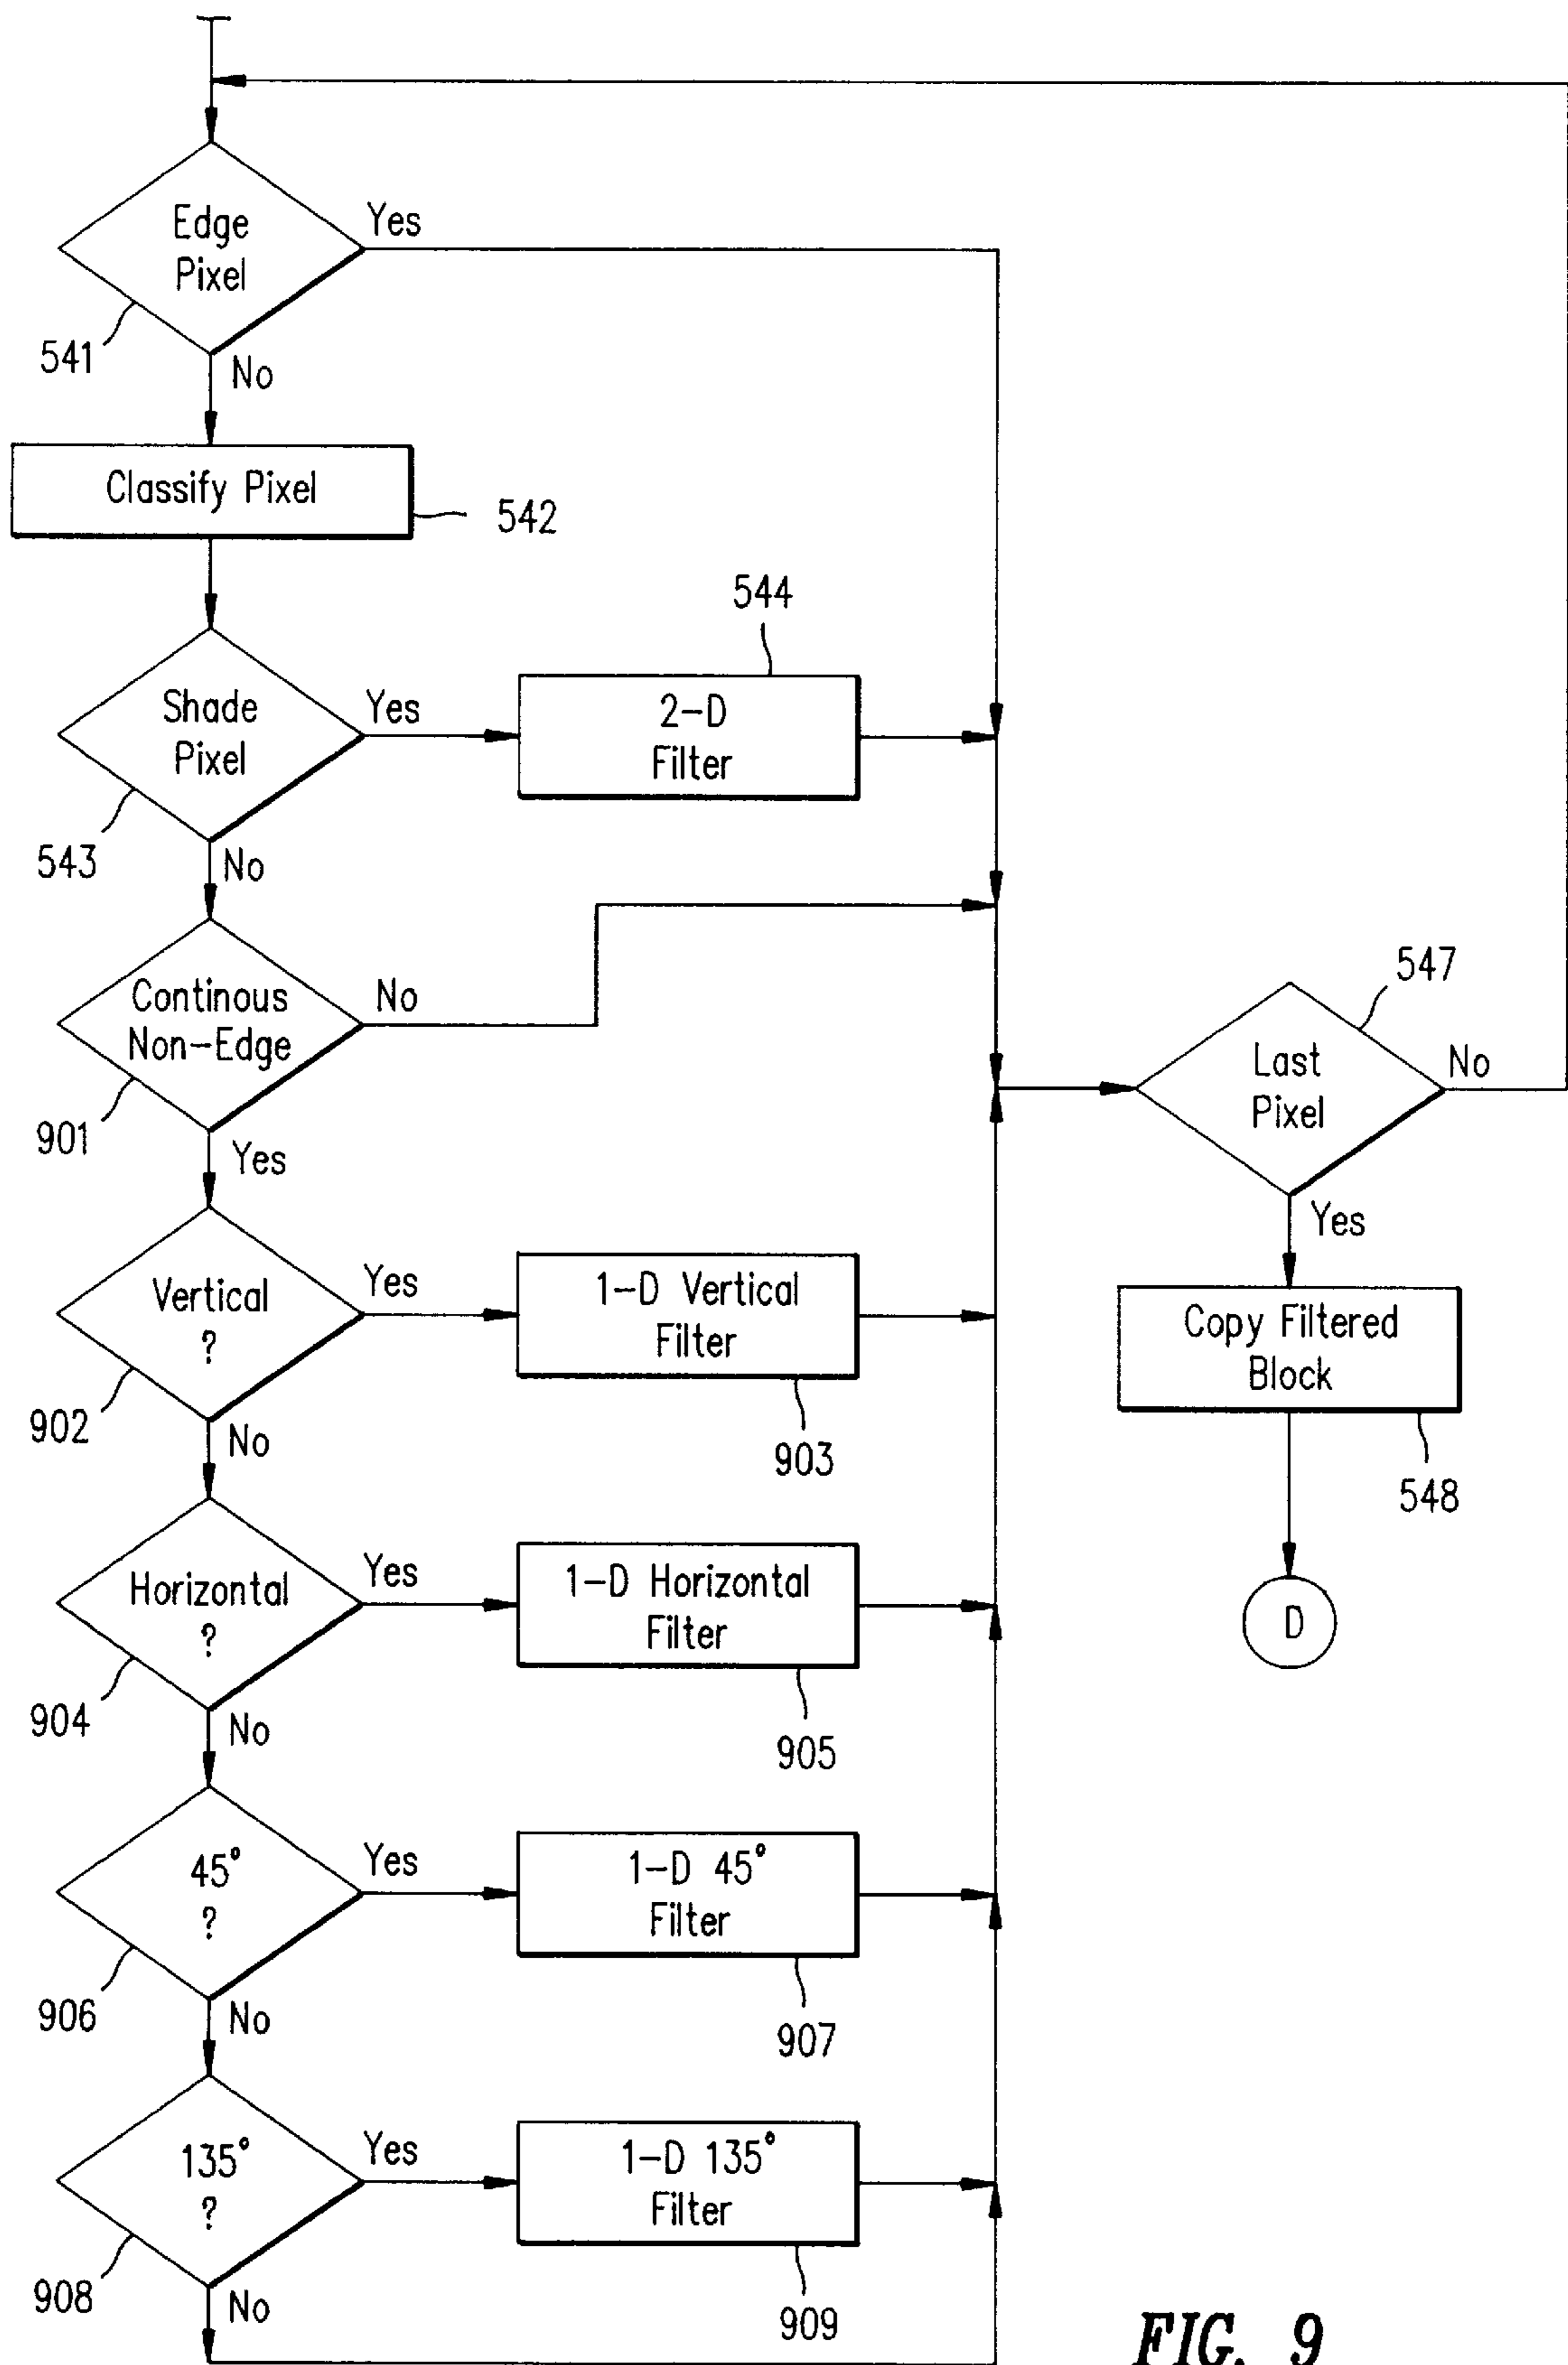 Edge
Pixel
Yes
541
No
Classify Pixel
542
544
Shade
Pixel
Yes
2-D
Filter
543
No
Continous
Non-Edge
No
901
Yes
547
Last
Pixel
No
Yes
Vertical
?
Yes
1-D Vertical
Filter
Copy Filtered
Block
902
No
903
548
Horizontal
?
Yes
1-D Horizontal
Filter
D
904
No
905
45°
?
Yes
1-D 45°
Filter
906
No
907
135°
?
Yes
1-D 135°
Filter
908
No
909
FIG. 9